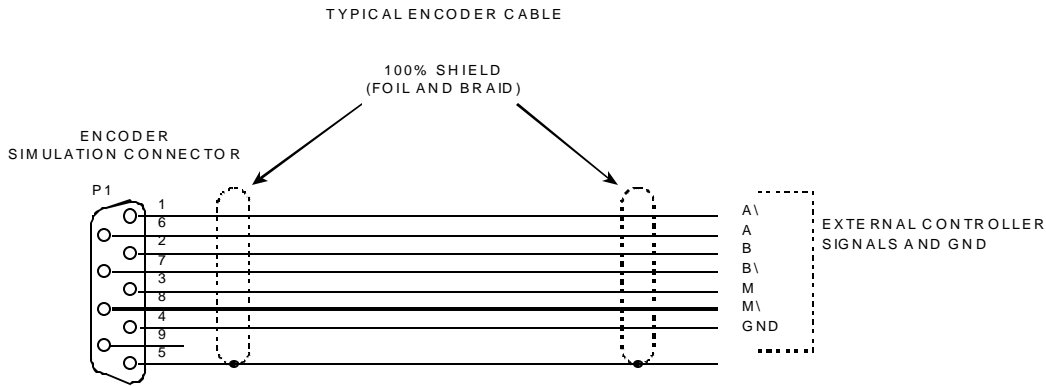 TYPICAL ENCODER CABLE
100% SHIELD
(FOIL AND BRAID)
ENCODER
SIMULATION CONNECTOR
P1
1
6
2
7
3
8
4
9
5
A\
A
B
B\
M
M\
GND
EXTERNAL CONTROLLER
SIGNALS AND GND